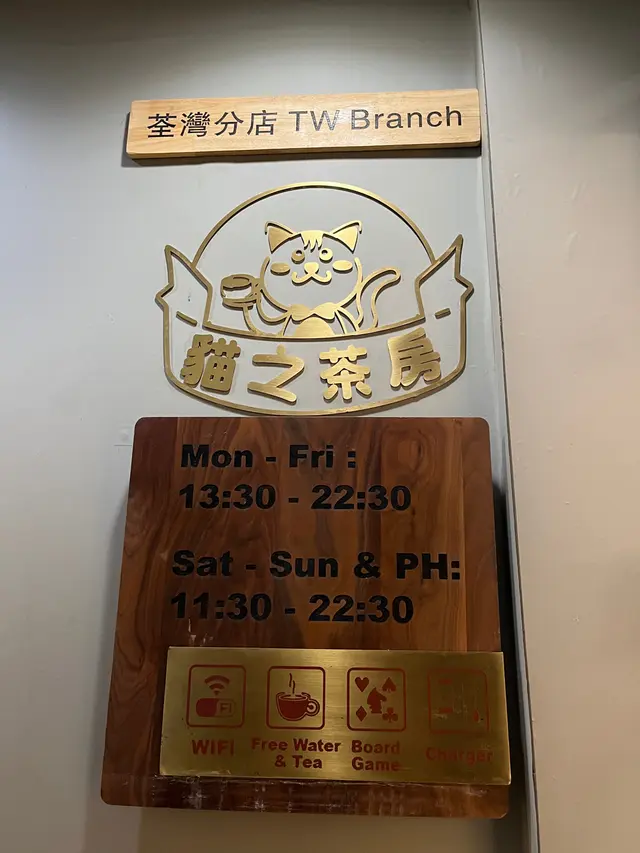 荃灣分店 TW Branch
貓之茶房
Mon - Fri :
13:30 - 22:30
Sat - Sun & PH:
11:30 - 22:30
WiFi
WiFi
Free Water
& Tea
Board
Game
Charger